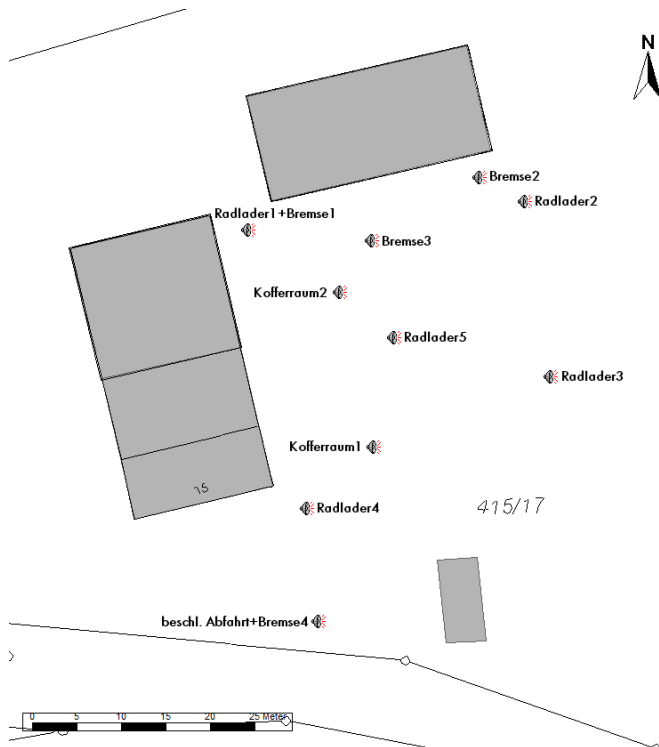 N
Bremse2
Radlader2
Radlader1+Bremse1
Bremse3
Kofferraum2
Radlader5
Radlader3
Kofferraum1
15
Radlader4
415/17
beschl. Abfahrt+Bremse4
0 5 10 15 20 25 Meter